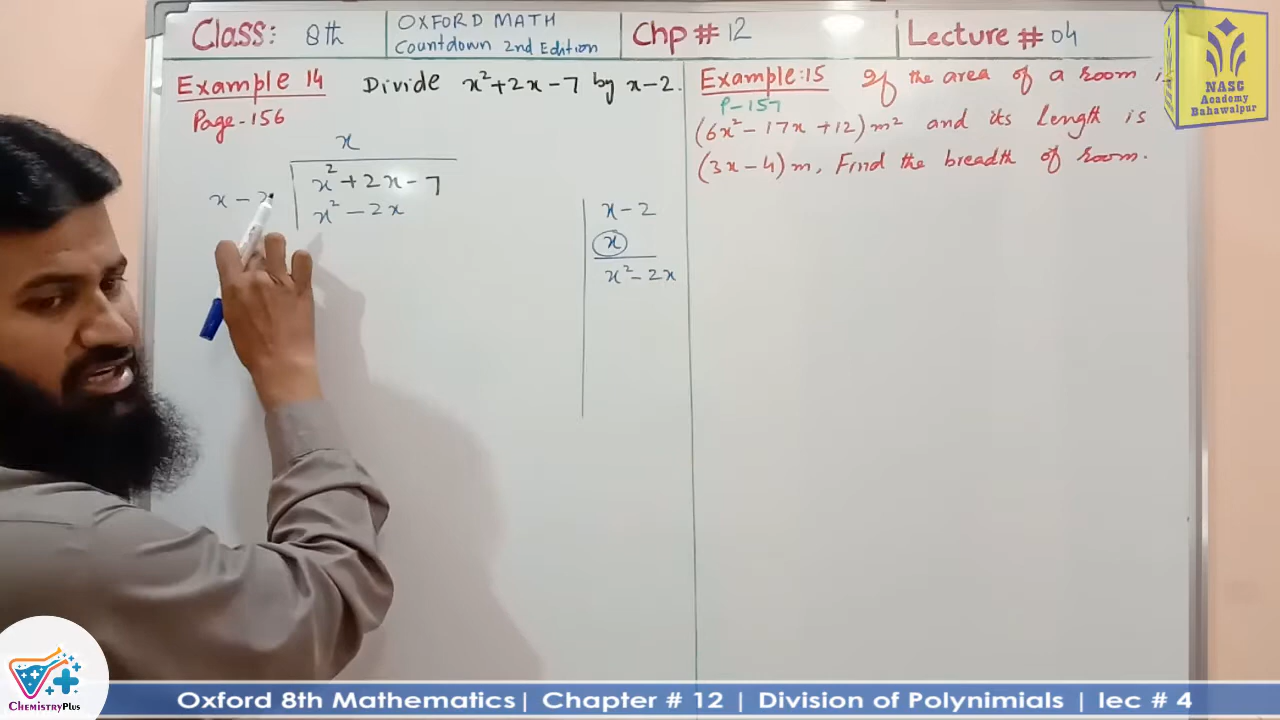 Class: 8th
OXFORD MATH
Countdown 2nd Edition
Chp # 12
Lecture # 04
NASC
Academy
Bahawalpur
Example 14 Divide x²+2x-7 by x-2.
Page-156
x
x²+2x-7
x-2
x²-2x
x-2
x
x²-2x
Example:15 If the area of a room
P-157
(6x²-17x+12)m² and its length is
(3x-4)m, Find the breadth of room.
ChemistryPlus
Oxford 8th Mathematics| Chapter # 12 | Division of Polynimials | lec # 4